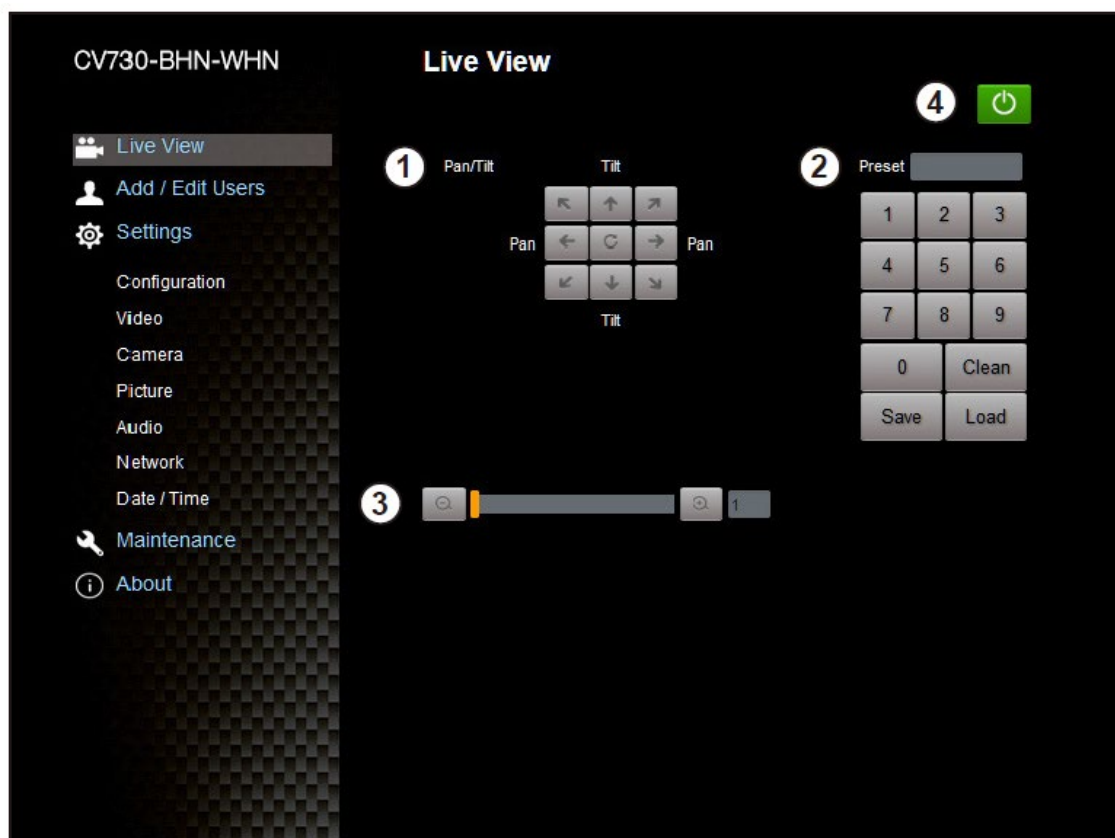 CV730-BHN-WHN
Live View
4
Live View
Add / Edit Users
Settings
Configuration
Video
Camera
Picture
Audio
Network
Date / Time
Maintenance
About
1
Pan/Tilt
Tilt
Pan
Pan
Tilt
2
Preset
1 2 3
4 5 6
7 8 9
0 Clean
Save Load
3
1